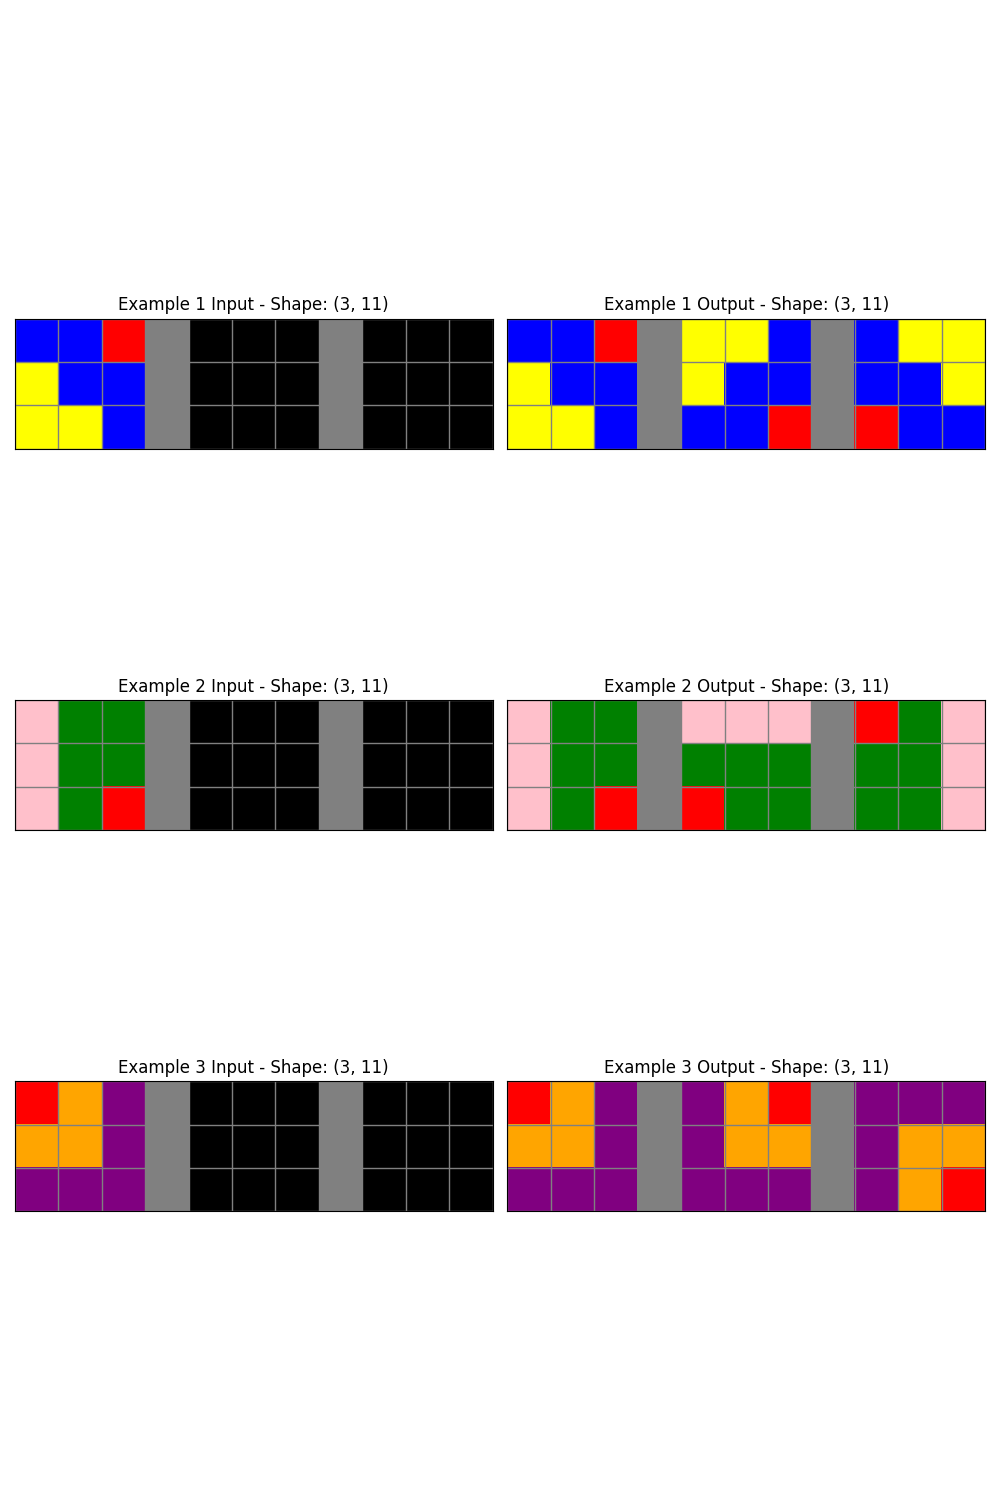 Example 1 Input - Shape: (3, 11)
Example 1 Output - Shape: (3, 11)
Example 2 Input - Shape: (3, 11)
Example 2 Output - Shape: (3, 11)
Example 3 Input - Shape: (3, 11)
Example 3 Output - Shape: (3, 11)